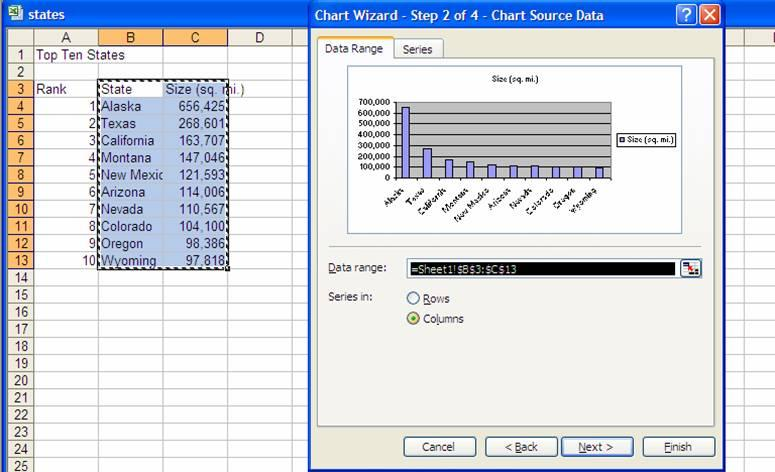 states
A B C D
1 Top Ten States
2
3 Rank State Size (sq. mi.)
4 1 Alaska 656,425
5 2 Texas 268,601
6 3 California 163,707
7 4 Montana 147,046
8 5 New Mexic 121,593
9 6 Arizona 114,006
10 7 Nevada 110,567
11 8 Colorado 104,100
12 9 Oregon 98,386
13 10 Wyoming 97,818
14
15
16
17
18
19
20
21
22
23
24
25
Chart Wizard - Step 2 of 4 - Chart Source Data
Data Range Series
Size (sq. mi.)
700,000
600,000
500,000
400,000
300,000
200,000
100,000
0
Alaska Texas California Montana New Mexico Arizona Nevada Colorado Oregon Wyoming
Size (sq. mi.)
Data range: =Sheet1!$B$3:$C$13
Series in: Rows
Columns
Cancel < Back Next > Finish